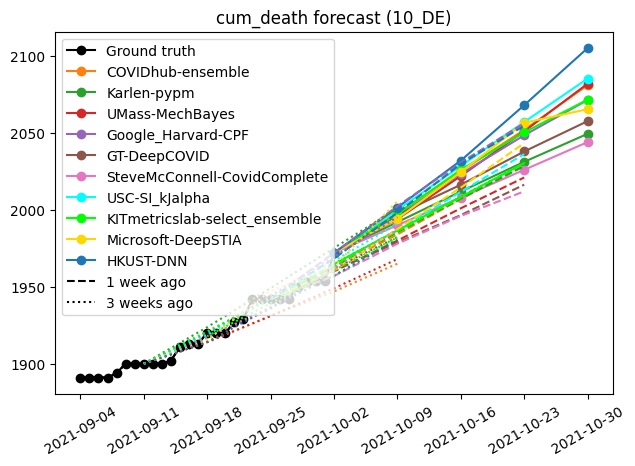 cum_death forecast (10_DE)
2100
2050
2000
1950
1900
Ground truth
COVIDhub-ensemble
Karlen-pypm
UMass-MechBayes
Google_Harvard-CPF
GT-DeepCOVID
SteveMcConnell-CovidComplete
USC-SI_kJalpha
KITmetricslab-select_ensemble
Microsoft-DeepSTIA
HKUST-DNN
1 week ago
3 weeks ago
2021-09-04
2021-09-11
2021-09-18
2021-09-25
2021-10-02
2021-10-09
2021-10-16
2021-10-23
2021-10-30